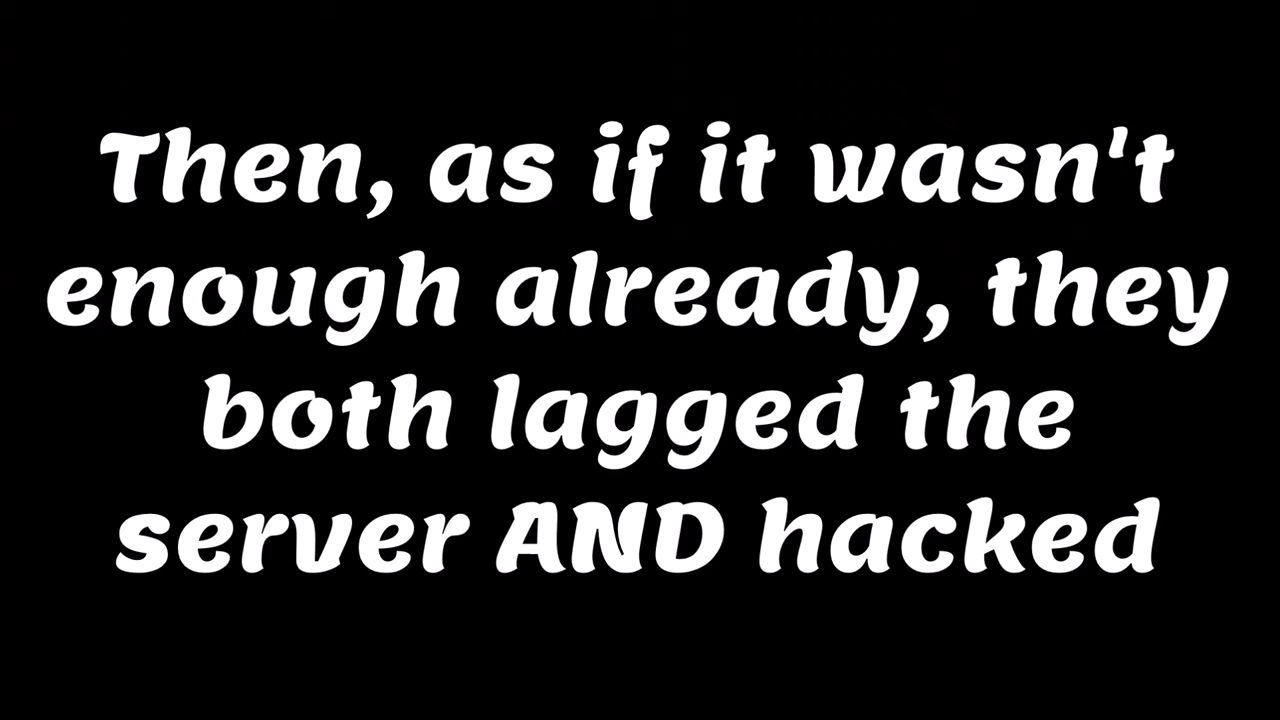 Then, as if it wasn't
enough already, they
both lagged the
server AND hacked